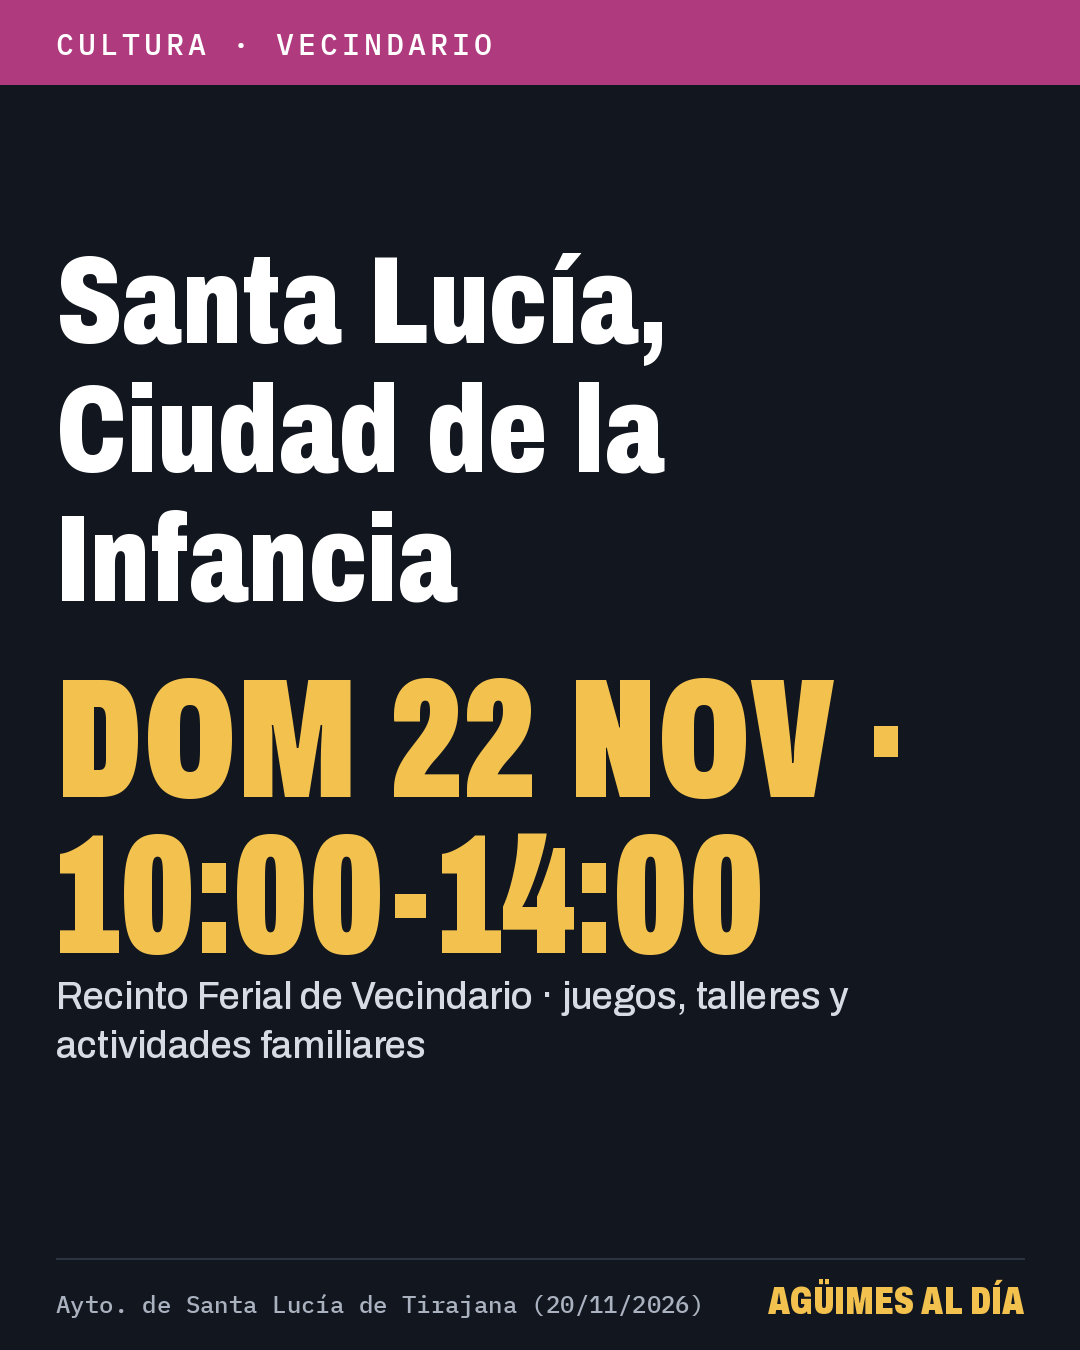 CULTURA · VECINDARIO
Santa Lucía,
Ciudad de la
Infancia
DOM 22 NOV ·
10:00-14:00
Recinto Ferial de Vecindario · juegos, talleres y
actividades familiares
Ayto. de Santa Lucía de Tirajana (20/11/2026)
AGÜIMES AL DÍA